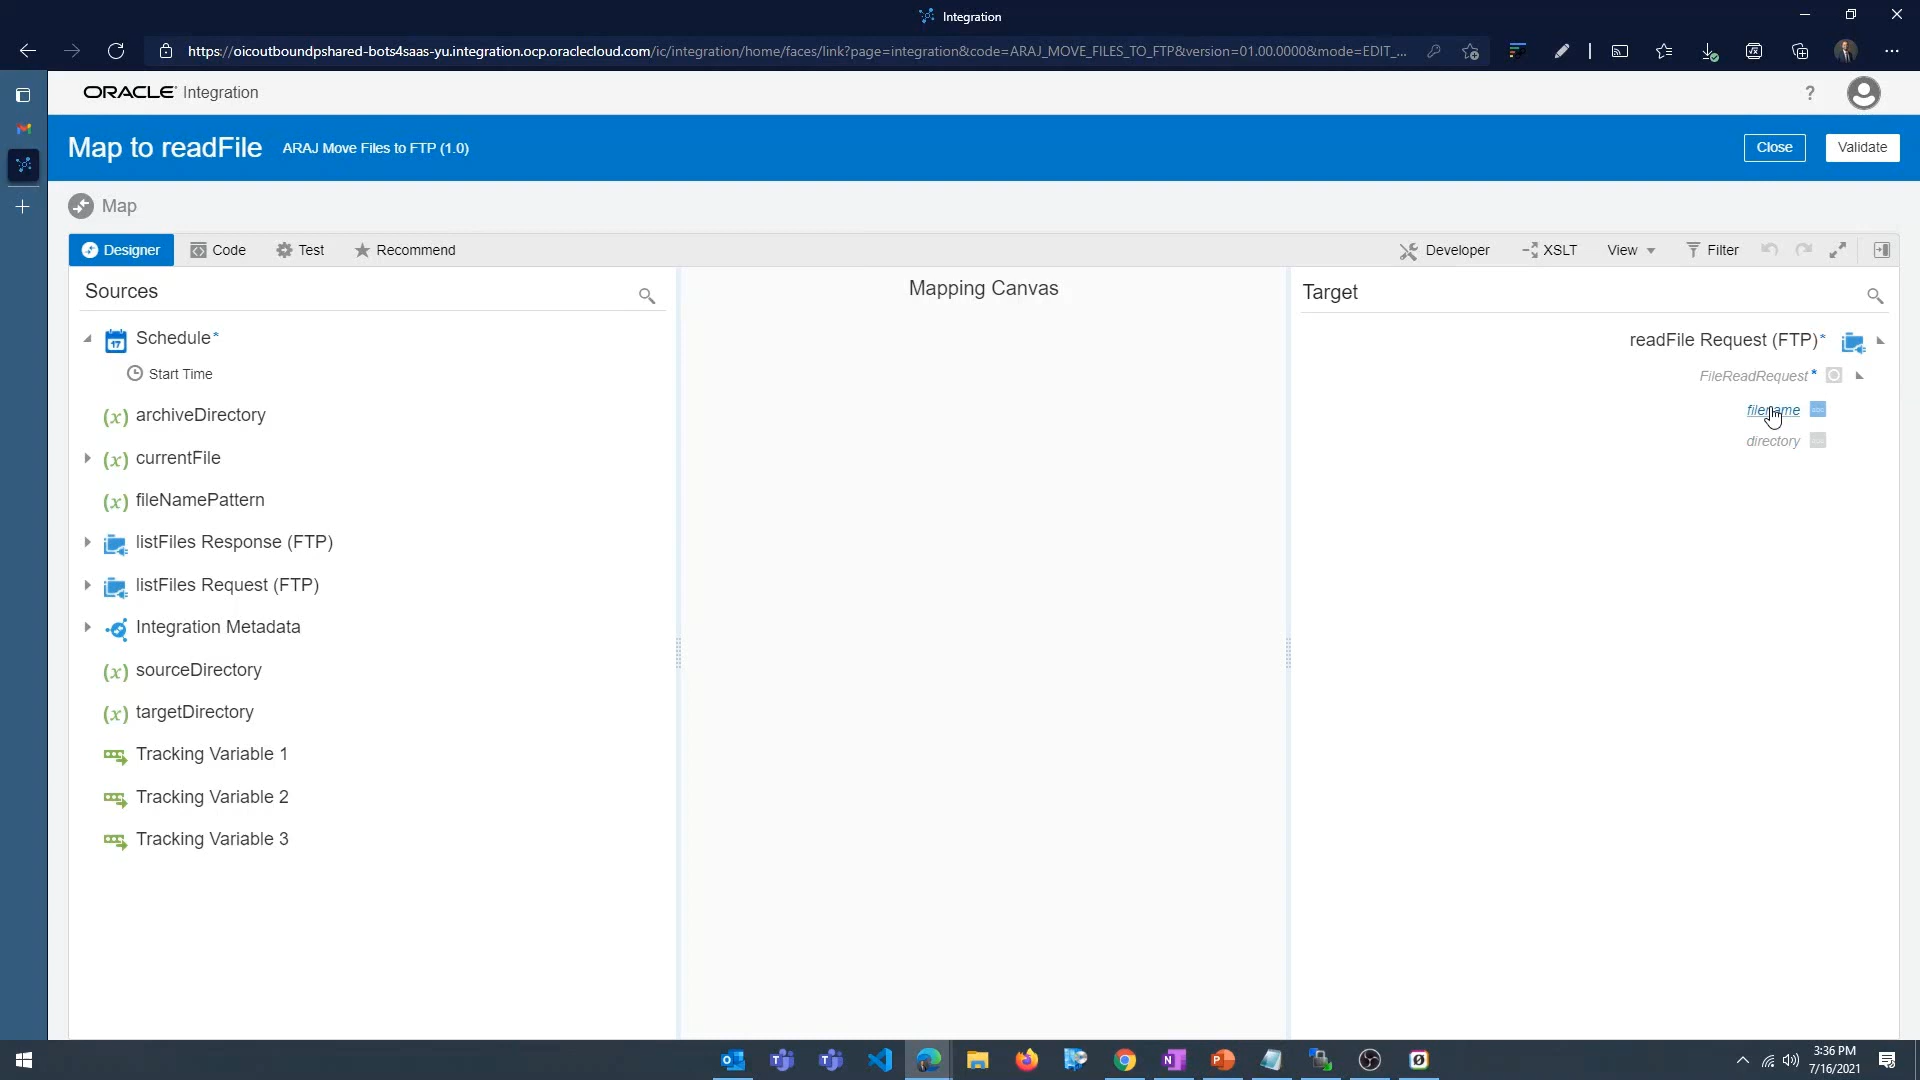 Integration
https://oicoutboundpshared-bots4saas-yu.integration.ocp.oraclecloud.com/ic/integration/home/faces/link?page=integration&code=ARAJ_MOVE_FILES_TO_FTP&version=01.00.0000&mode=EDIT_...
ORACLE Integration
?
Map to readFile ARAJ Move Files to FTP (1.0)
Close
Validate
Map
Designer Code Test Recommend Developer XSLT View Filter
Sources
Mapping Canvas
Target
Schedule*
17
Start Time
(x) archiveDirectory
(x) currentFile
(x) fileNamePattern
listFiles Response (FTP)
listFiles Request (FTP)
Integration Metadata
(x) sourceDirectory
(x) targetDirectory
Tracking Variable 1
Tracking Variable 2
Tracking Variable 3
readFile Request (FTP)*
FileReadRequest *
filename
directory
3:36 PM
7/16/2021